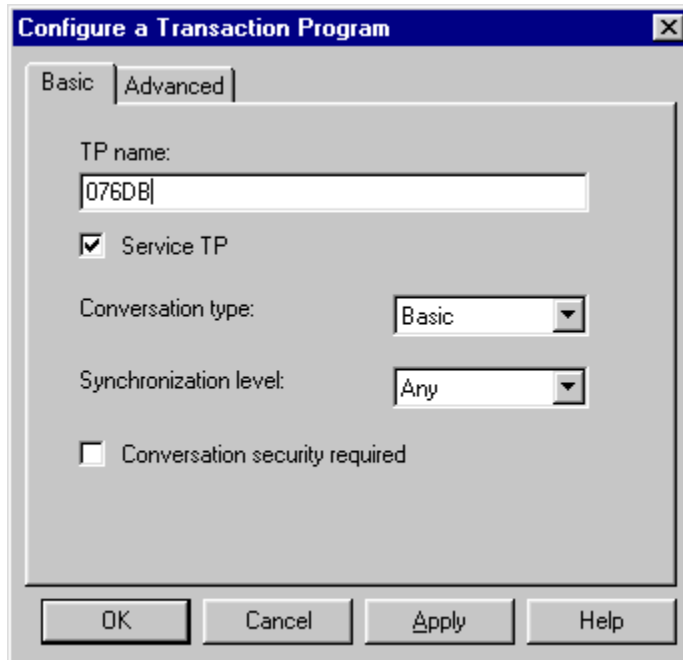 Configure a Transaction Program
Basic Advanced
TP name:
076DB
Service TP
Conversation type: Basic
Synchronization level: Any
Conversation security required
OK Cancel Apply Help